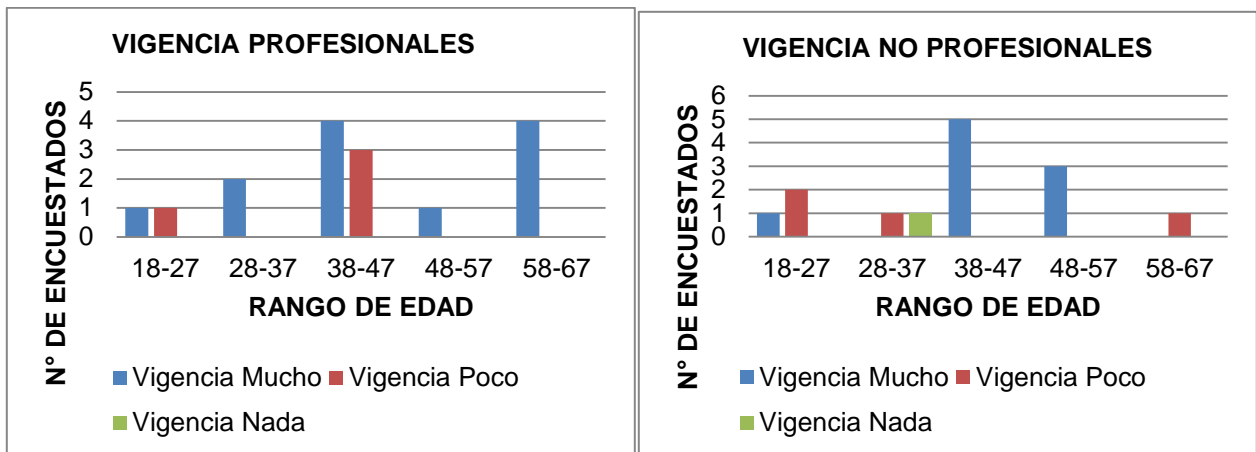 VIGENCIA PROFESIONALES
N° DE ENCUESTADOS
5
4
3
2
1
0
18-27 28-37 38-47 48-57 58-67
RANGO DE EDAD
Vigencia Mucho Vigencia Poco
Vigencia Nada
VIGENCIA NO PROFESIONALES
N° DE ENCUESTADOS
6
5
4
3
2
1
0
18-27 28-37 38-47 48-57 58-67
RANGO DE EDAD
Vigencia Mucho Vigencia Poco
Vigencia Nada